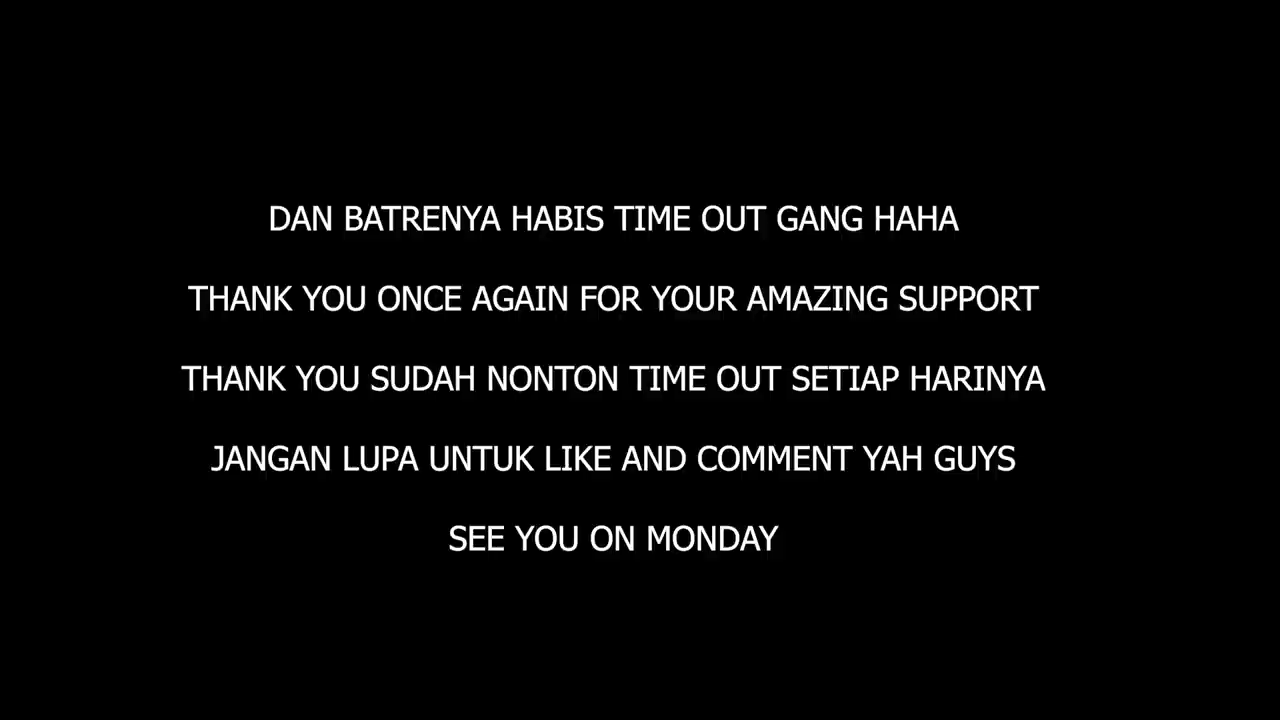 DAN BATRENYA HABIS TIME OUT GANG HAHA
THANK YOU ONCE AGAIN FOR YOUR AMAZING SUPPORT
THANK YOU SUDAH NONTON TIME OUT SETIAP HARINYA
JANGAN LUPA UNTUK LIKE AND COMMENT YAH GUYS
SEE YOU ON MONDAY